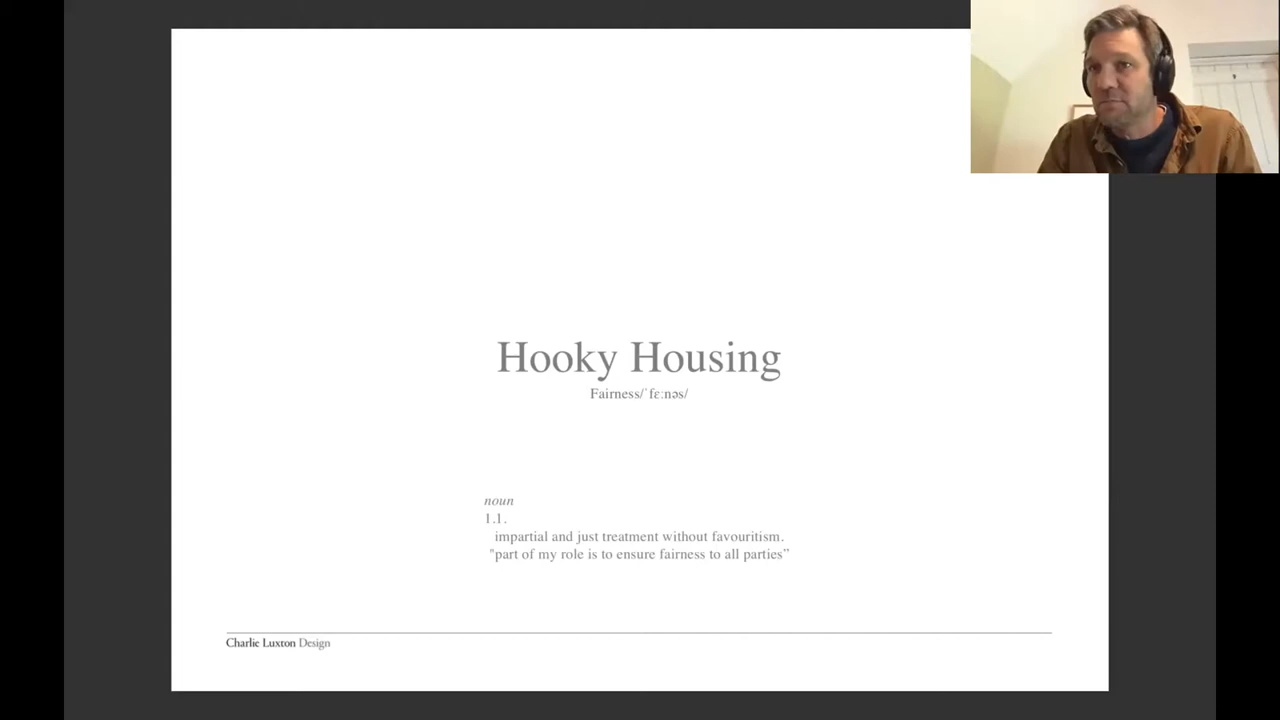 Hooky Housing
Fairness/ˈfɛːnəs/
noun
1.1.
impartial and just treatment without favouritism.
"part of my role is to ensure fairness to all parties”
Charlie Luxton Design